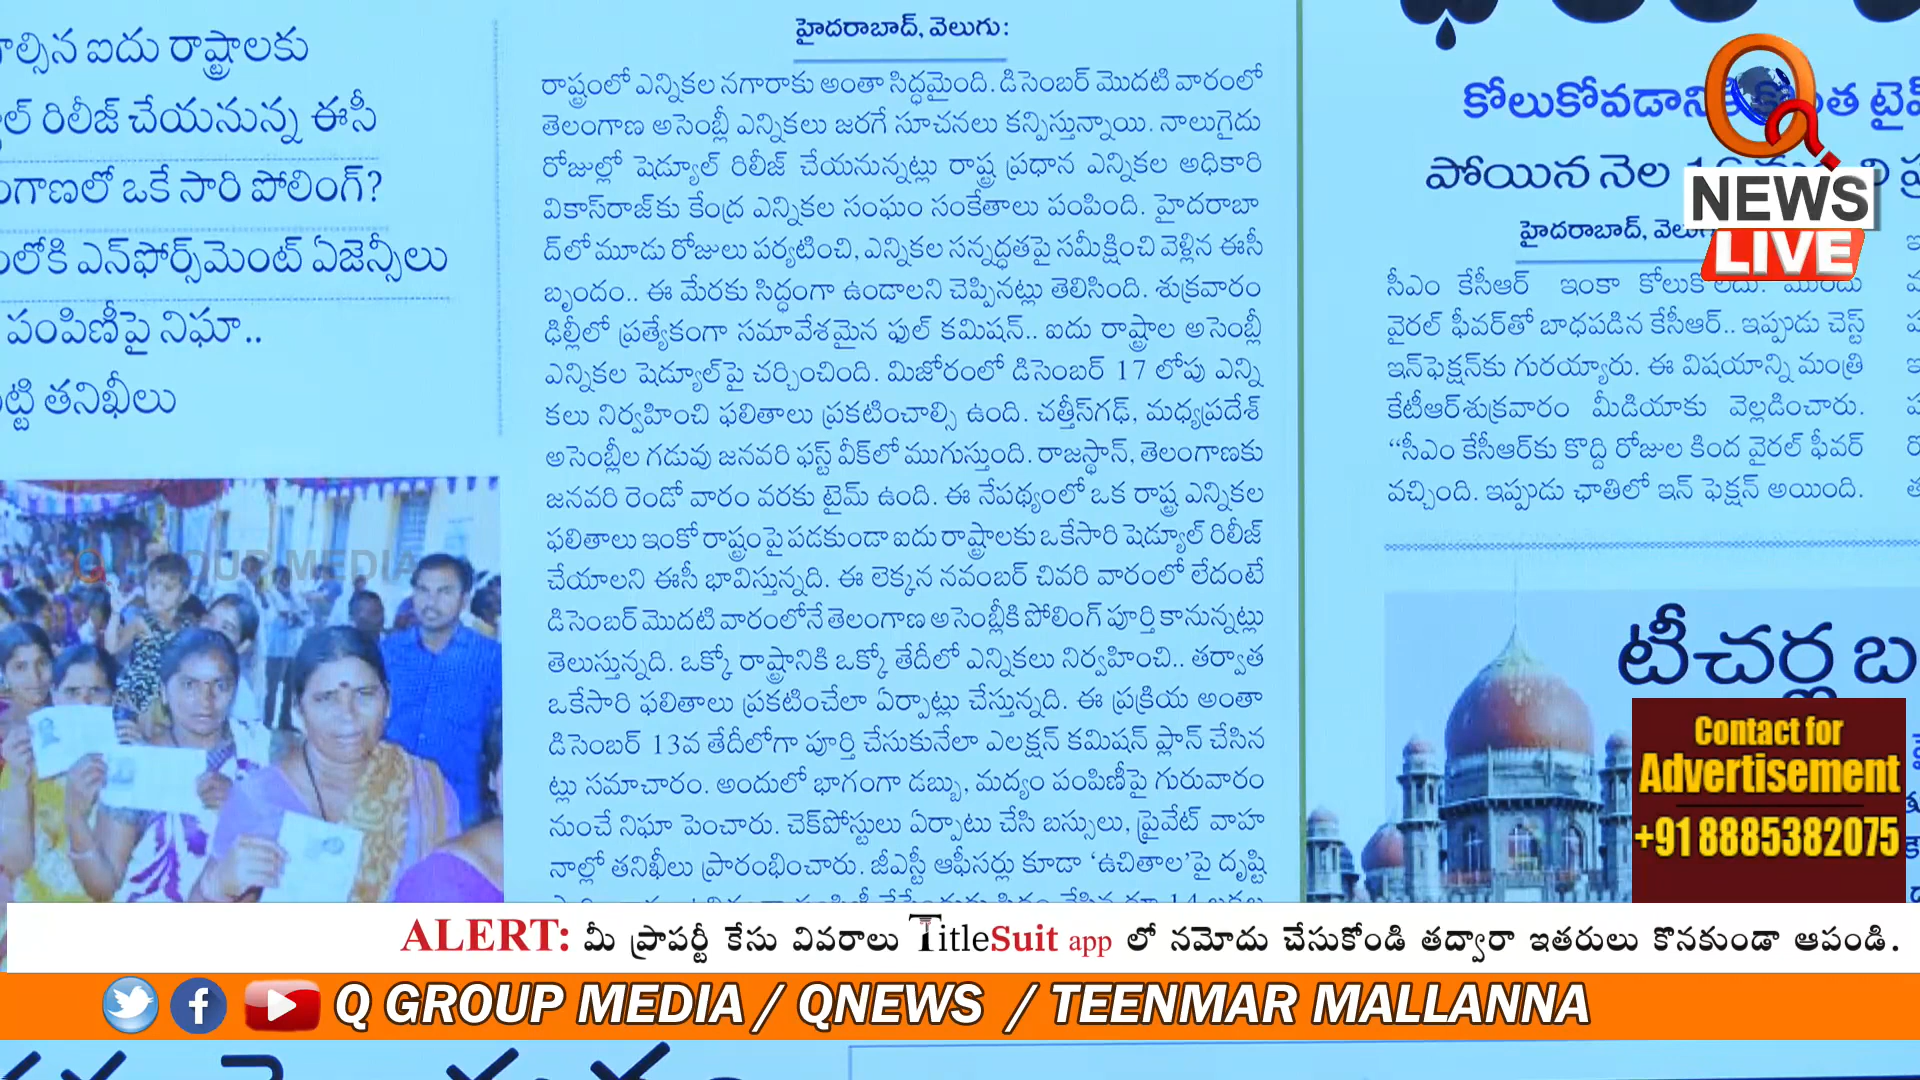 ఐదు రాష్ట్రాలకు
రిలీజ్ చేయనున్న ఈసీ
ఒకే సారి పోలింగ్?
ఎన్‌ఫోర్స్‌మెంట్ ఏజెన్సీలు
పంపిణీపై నిఘా..
తనిఖీలు
Q GROUP MEDIA
హైదరాబాద్, వెలుగు:
రాష్ట్రంలో ఎన్నికల నగారాకు అంతా సిద్ధమైంది. డిసెంబర్ మొదటి వారంలో
తెలంగాణ అసెంబ్లీ ఎన్నికలు జరగే సూచనలు కన్పిస్తున్నాయి. నాలుగైదు
రోజుల్లో షెడ్యూల్ రిలీజ్ చేయనున్నట్లు రాష్ట్ర ప్రధాన ఎన్నికల అధికారి
వికాస్‌రాజ్‌కు కేంద్ర ఎన్నికల సంఘం సంకేతాలు పంపింది. హైదరాబా
ద్‌లో మూడు రోజులు పర్యటించి, ఎన్నికల సన్నద్ధతపై సమీక్షించి వెళ్లిన ఈసీ
బృందం.. ఈ మేరకు సిద్ధంగా ఉండాలని చెప్పినట్లు తెలిసింది. శుక్రవారం
ఢిల్లీలో ప్రత్యేకంగా సమావేశమైన ఫుల్ కమిషన్.. ఐదు రాష్ట్రాల అసెంబ్లీ
ఎన్నికల షెడ్యూల్‌పై చర్చించింది. మిజోరంలో డిసెంబర్ 17 లోపు ఎన్ని
కలు నిర్వహించి ఫలితాలు ప్రకటించాల్సి ఉంది. చత్తీస్‌గఢ్, మధ్యప్రదేశ్
అసెంబ్లీల గడువు జనవరి ఫస్ట్ వీక్‌లో ముగుస్తుంది. రాజస్థాన్, తెలంగాణకు
జనవరి రెండో వారం వరకు టైమ్ ఉంది. ఈ నేపథ్యంలో ఒక రాష్ట్ర ఎన్నికల
ఫలితాలు ఇంకో రాష్ట్రంపై పడకుండా ఐదు రాష్ట్రాలకు ఒకేసారి షెడ్యూల్ రిలీజ్
చేయాలని ఈసీ భావిస్తున్నది. ఈ లెక్కన నవంబర్ చివరి వారంలో లేదంటే
డిసెంబర్ మొదటి వారంలోనే తెలంగాణ అసెంబ్లీకి పోలింగ్ పూర్తి కానున్నట్లు
తెలుస్తున్నది. ఒక్కో రాష్ట్రానికి ఒక్కో తేదీలో ఎన్నికలు నిర్వహించి.. తర్వాత
ఒకేసారి ఫలితాలు ప్రకటించేలా ఏర్పాట్లు చేస్తున్నది. ఈ ప్రక్రియ అంతా
డిసెంబర్ 13వ తేదీలోగా పూర్తి చేసుకునేలా ఎలక్షన్ కమిషన్ ప్లాన్ చేసిన
ట్లు సమాచారం. అందులో భాగంగా డబ్బు, మద్యం పంపిణీపై గురువారం
నుంచే నిఘా పెంచారు. చెక్‌పోస్టులు ఏర్పాటు చేసి బస్సులు, ప్రైవేట్ వాహ
నాల్లో తనిఖీలు ప్రారంభించారు. జీఎస్టీ ఆఫీసర్లు కూడా 'ఉచితాల'పై దృష్టి
పోయిన నెల
హైదరాబాద్,
సీఎం కేసీఆర్ ఇంకా
వైరల్ ఫీవర్‌తో బాధపడిన కేసీఆర్.. ఇప్పుడు చెస్ట్
ఇన్‌ఫెక్షన్‌కు గురయ్యారు. ఈ విషయాన్ని మంత్రి
కేటీఆర్‌శుక్రవారం మీడియాకు వెల్లడించారు.
"సీఎం కేసీఆర్‌కు కొద్ది రోజుల కింద వైరల్ ఫీవర్
వచ్చింది. ఇప్పుడు ఛాతిలో ఇన్ ఫెక్షన్ అయింది.
టీచర్ల
Q
NEWS
LIVE
Contact for
Advertisement
+91 8885382075
ALERT: మీ ప్రాపర్టీ కేసు వివరాలు TitleSuit app లో నమోదు చేసుకోండి తద్వారా ఇతరులు కొనకుండా ఆపండి.
Q GROUP MEDIA / QNEWS / TEENMAR MALLANNA